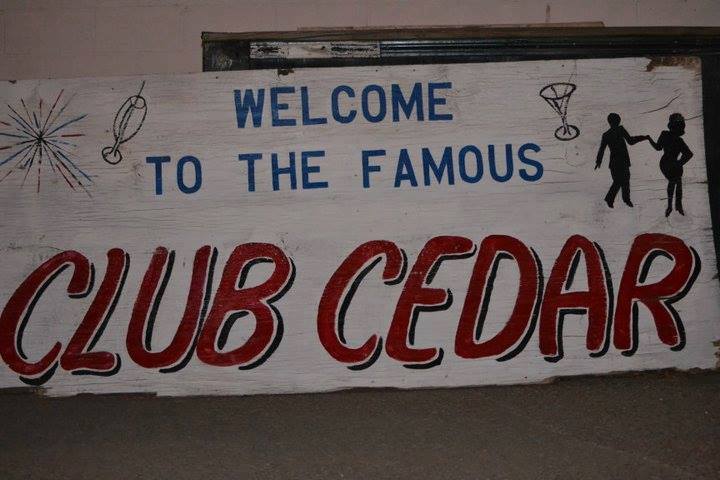 WELCOME
TO THE FAMOUS
CLUB CEDAR